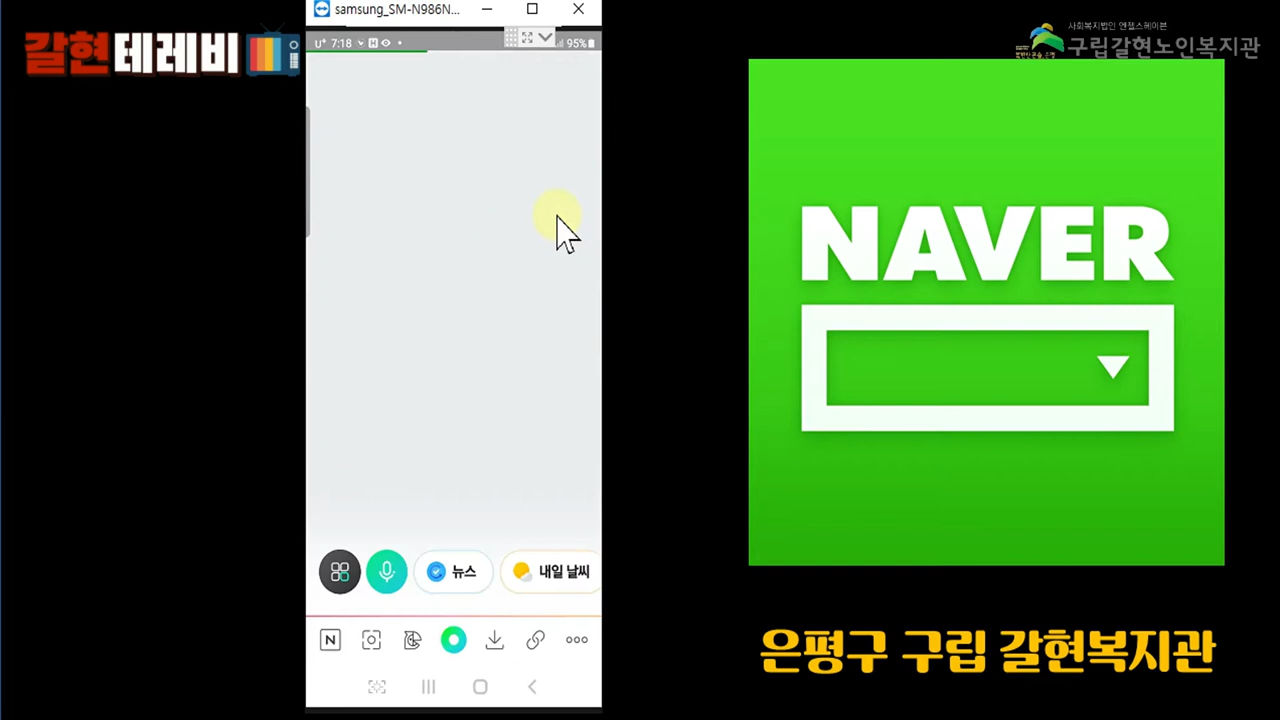 갈현테레비
samsung_SM-N986N...
U+ 7:18
95%
뉴스
내일 날씨
N
사회복지법인 엔젤스헤이븐
구립갈현노인복지관
NAVER
은평구 구립 갈현복지관